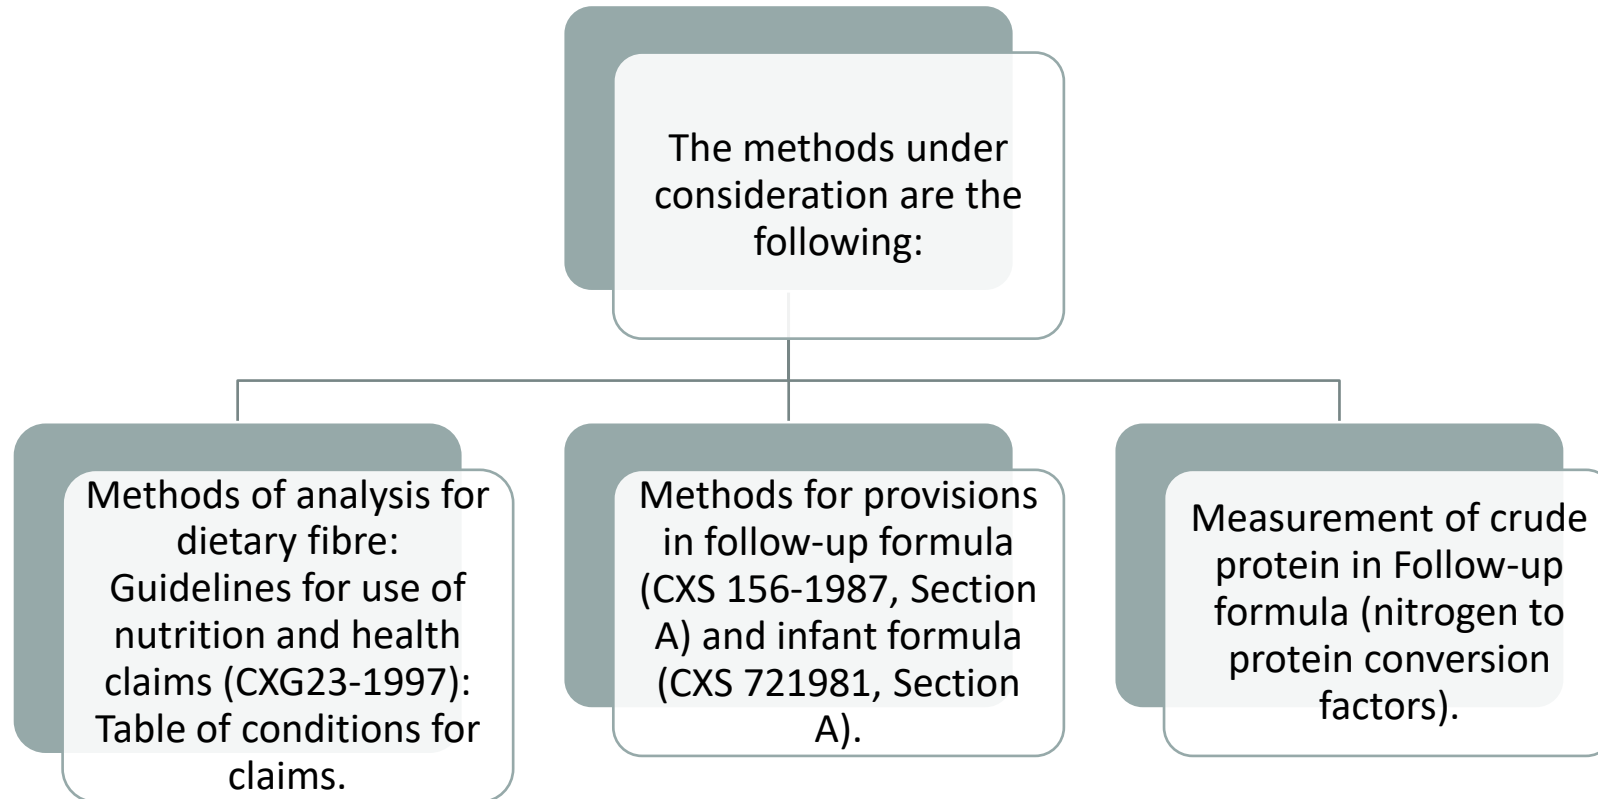 The methods under
consideration are the
following:
Methods of analysis for
dietary fibre:
Guidelines for use of
nutrition and health
claims (CXG23-1997):
Table of conditions for
claims.
Methods for provisions
in follow-up formula
(CXS 156-1987, Section
A) and infant formula
(CXS 721981, Section
A).
Measurement of crude
protein in Follow-up
formula (nitrogen to
protein conversion
factors).